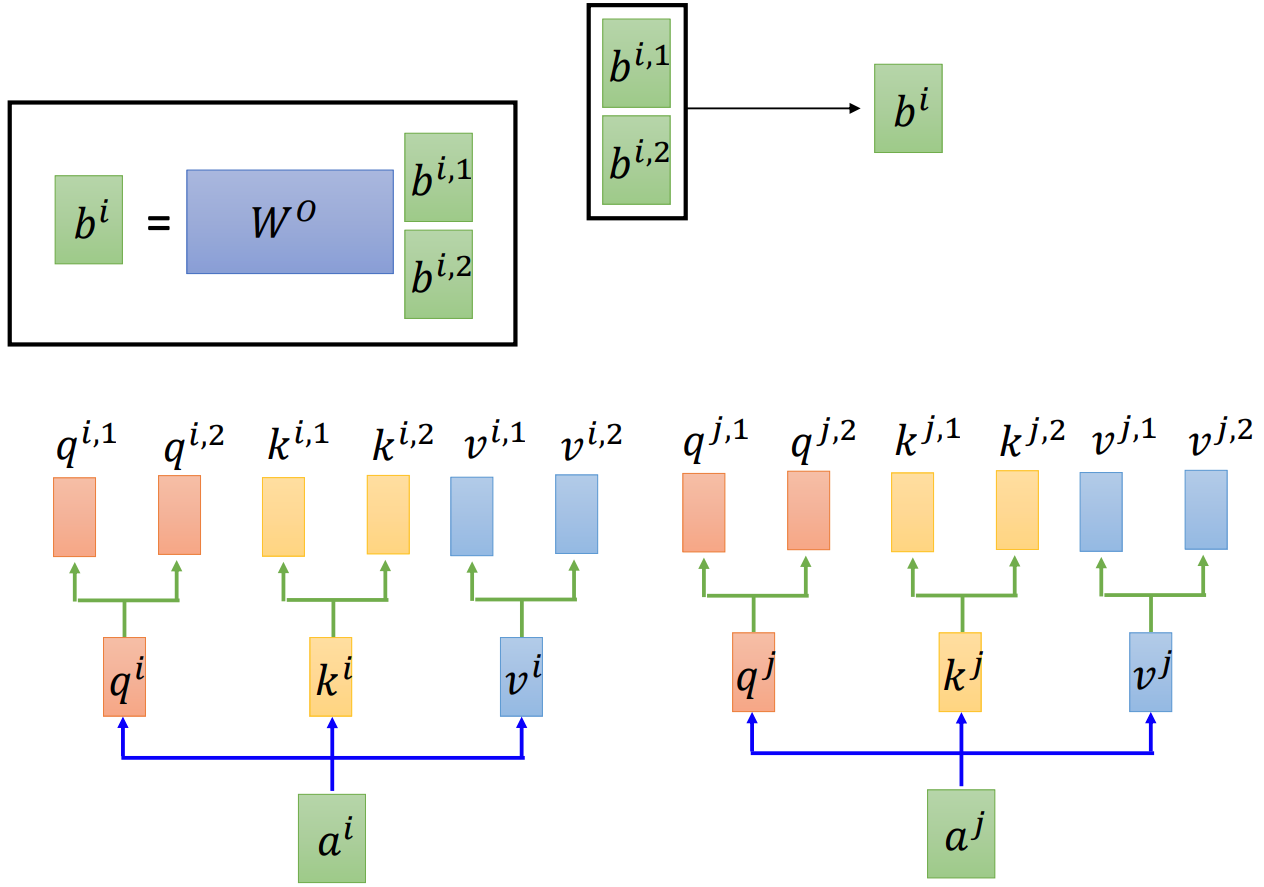 b^{i,1}
b^{i,2}
b^i
b^i = W^O b^{i,1}
b^{i,2}
q^{i,1} q^{i,2} k^{i,1} k^{i,2} v^{i,1} v^{i,2} q^{j,1} q^{j,2} k^{j,1} k^{j,2} v^{j,1} v^{j,2}
q^i k^i v^i q^j k^j v^j
a^i a^j